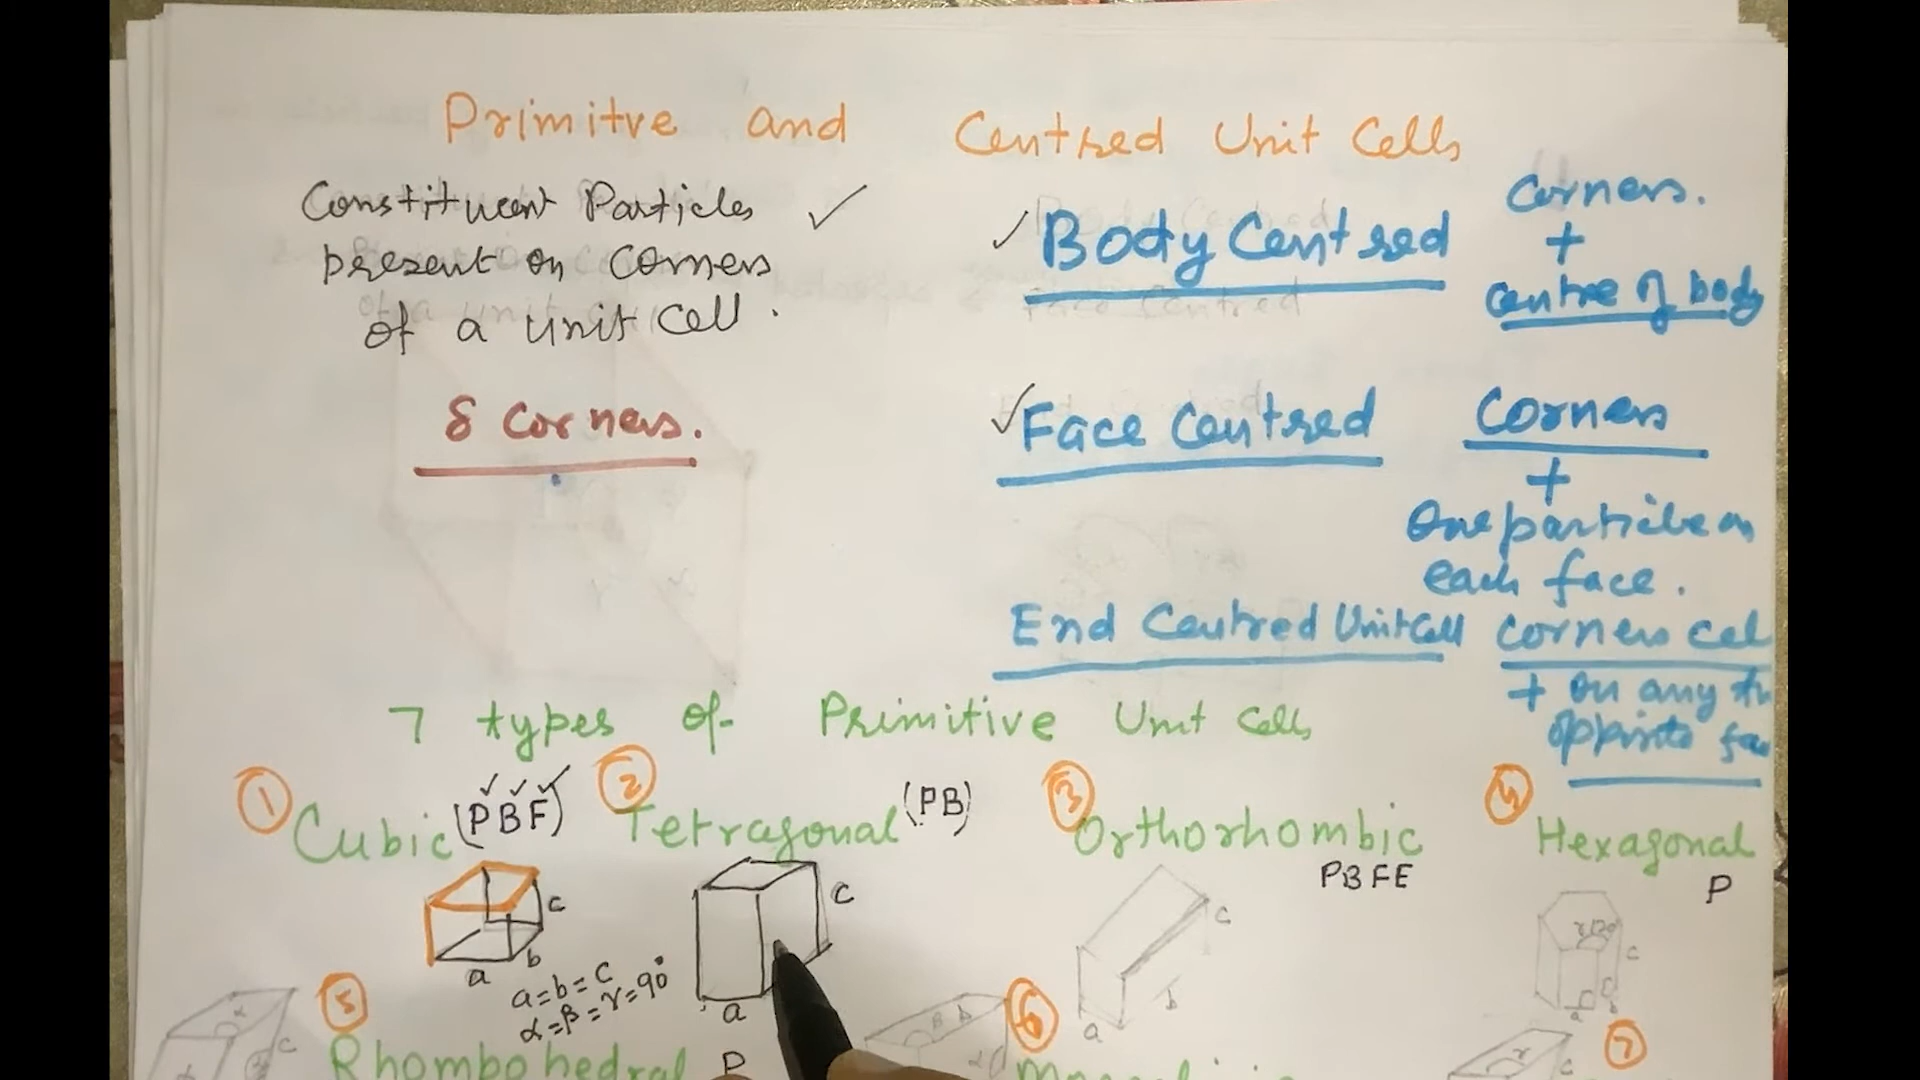 Primitve and Centred Unit Cells
Constituent Particles
present on corners
of a unit cell.
8 corners.
Body Centred
corners.
+
centre of body
Face Centred
Corners
+
One particle on
each face.
End Centred Unit Cell
corners cel
+ on any
opposite
7 types of Primitive Unit Cells
1 Cubic (PBF)
2 Tetragonal (PB)
3 Orthorhombic
PBFE
4 Hexagonal
P
c
a
b
a=b=c
α=β=γ=90°
c
a
c
b
a
c
5 Rhombohedral P
c
6
7
c